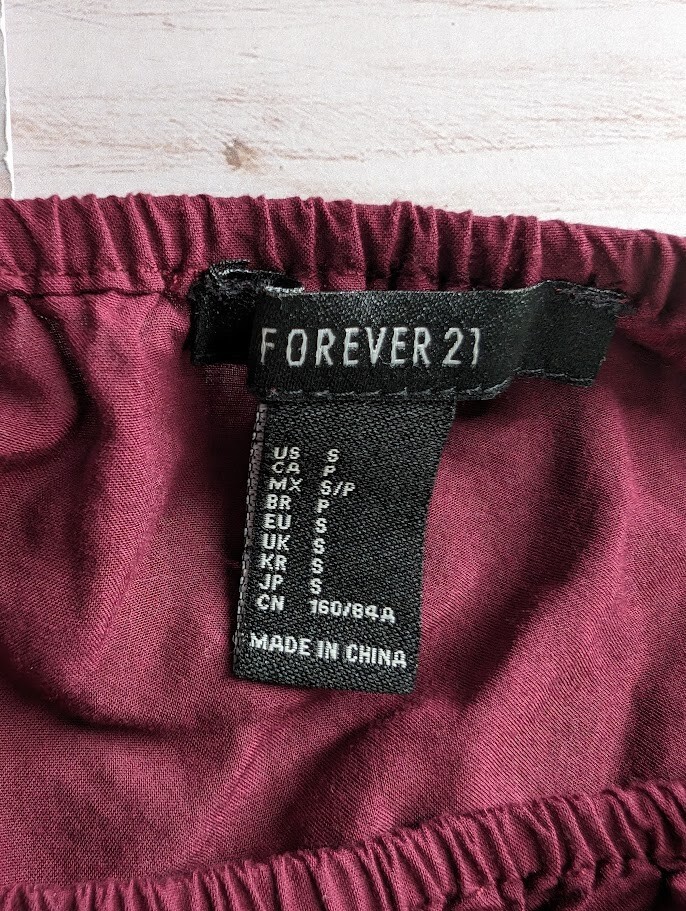 FOREVER 21
US S
CA P
MX S/P
BR P
EU S
UK S
KR S
JP S
CN 160/84A
MADE IN CHINA